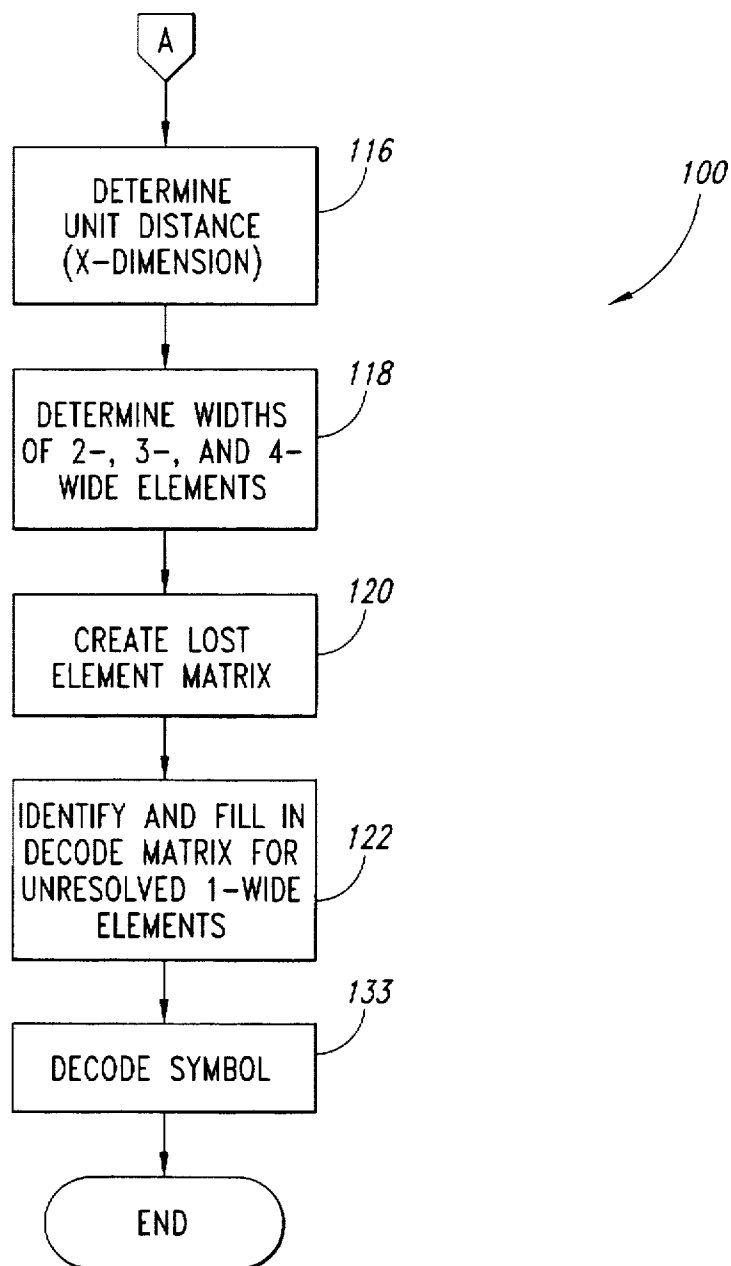 A
116
DETERMINE
UNIT DISTANCE
(X-DIMENSION)
100
118
DETERMINE WIDTHS
OF 2-, 3-, AND 4-
WIDE ELEMENTS
120
CREATE LOST
ELEMENT MATRIX
122
IDENTIFY AND FILL IN
DECODE MATRIX FOR
UNRESOLVED 1-WIDE
ELEMENTS
133
DECODE SYMBOL
END